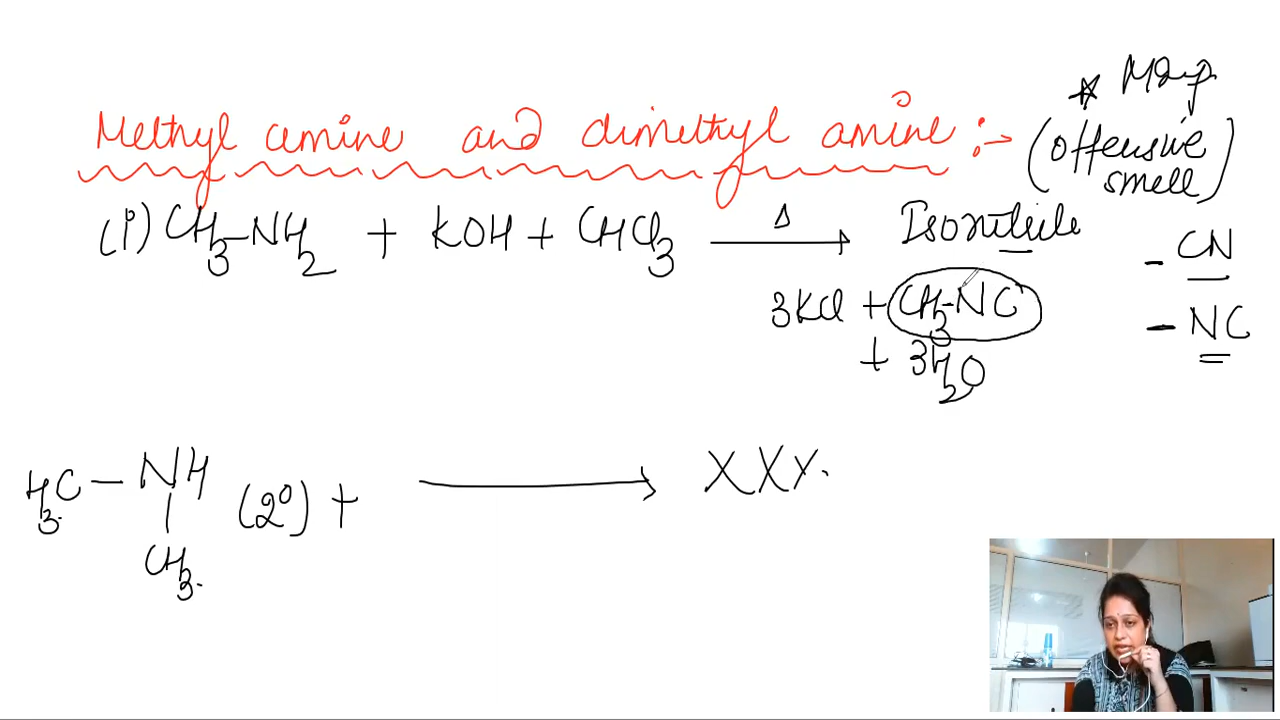 * Mgr
Methyl amine and dimethyl amine :→
(offensive
smell)
(i) CH3-NH2 + KOH + CHCl3 Δ→ Isonitrile
- CN
3KCl + CH3-NC
- NC
+ 3H2O
H3C - NH (2°) + → XXX.
|
CH3.